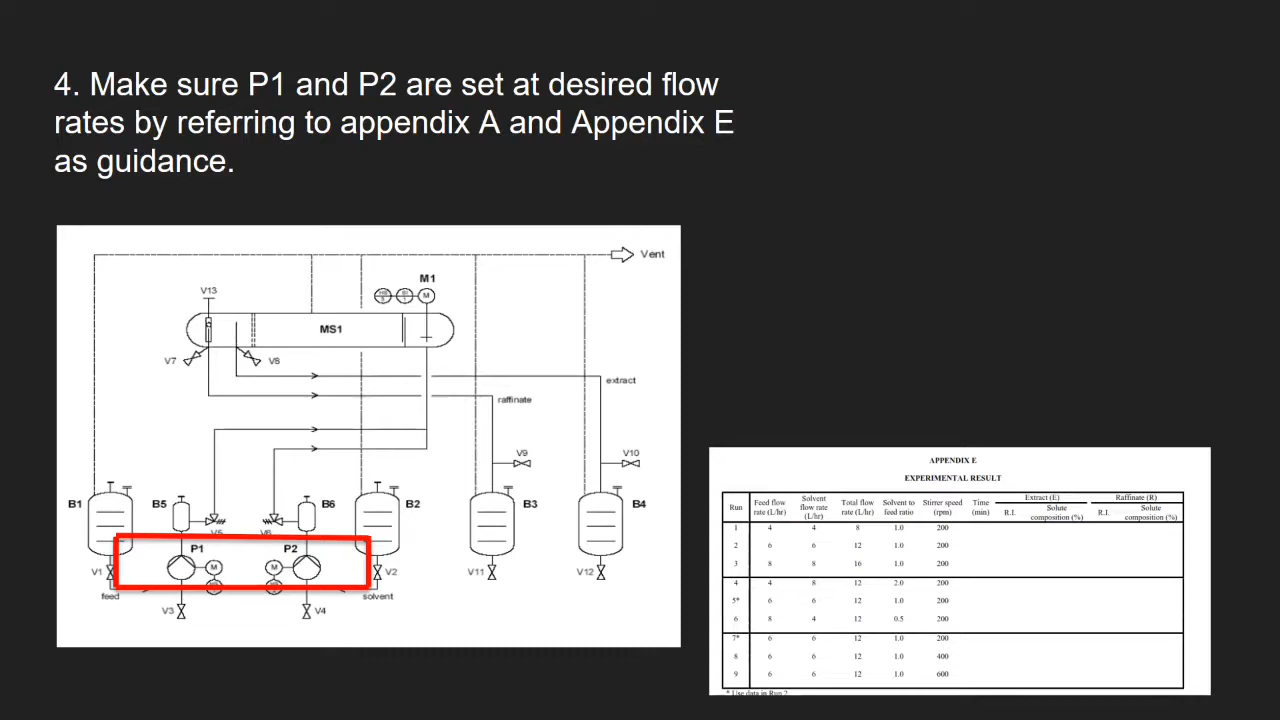 4. Make sure P1 and P2 are set at desired flow
rates by referring to appendix A and Appendix E
as guidance.
Vent
M1
V13
M
MS1
V7
V8
extract
raffinate
V9
V10
B1
B5
B6
B2
B3
B4
V5
V6
P1
P2
M
M
V1
V2
V11
V12
feed
solvent
V3
V4
APPENDIX E
EXPERIMENTAL RESULT
Run Feed flow rate (L/hr) Solvent flow rate (L/hr) Total flow rate (L/hr) Solvent to feed ratio Stirrer speed (rpm) Time (min) Extract (E) Raffinate (R)
R.I. Solute composition (%) R.I. Solute composition (%)
1 4 4 8 1.0 200
2 6 6 12 1.0 200
3 8 8 16 1.0 200
4 4 8 12 2.0 200
5* 6 6 12 1.0 200
6 8 4 12 0.5 200
7* 6 6 12 1.0 200
8 6 6 12 1.0 400
9 6 6 12 1.0 600
* Use data in Run 2